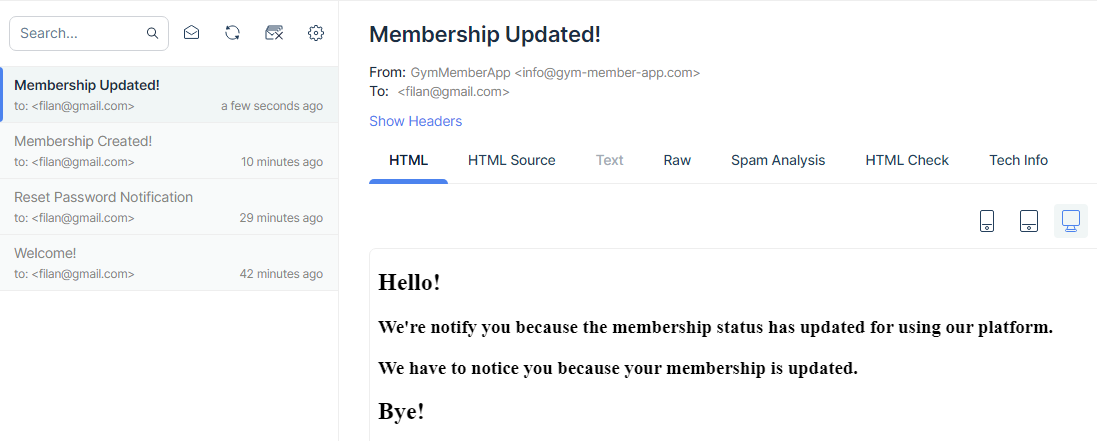 Search...
Membership Updated!
to: <filan@gmail.com> a few seconds ago
Membership Created!
to: <filan@gmail.com> 10 minutes ago
Reset Password Notification
to: <filan@gmail.com> 29 minutes ago
Welcome!
to: <filan@gmail.com> 42 minutes ago
Membership Updated!
From: GymMemberApp <info@gym-member-app.com>
To: <filan@gmail.com>
Show Headers
HTML HTML Source Text Raw Spam Analysis HTML Check Tech Info
Hello!
We're notify you because the membership status has updated for using our platform.
We have to notice you because your membership is updated.
Bye!